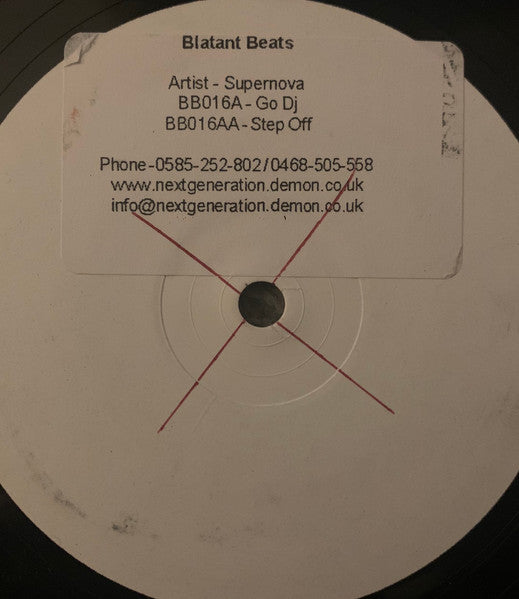 Blatant Beats
Artist - Supernova
BB016A - Go Dj
BB016AA - Step Off
Phone - 0585-252-802 / 0468-505-558
www.nextgeneration.demon.co.uk
info@nextgeneration.demon.co.uk